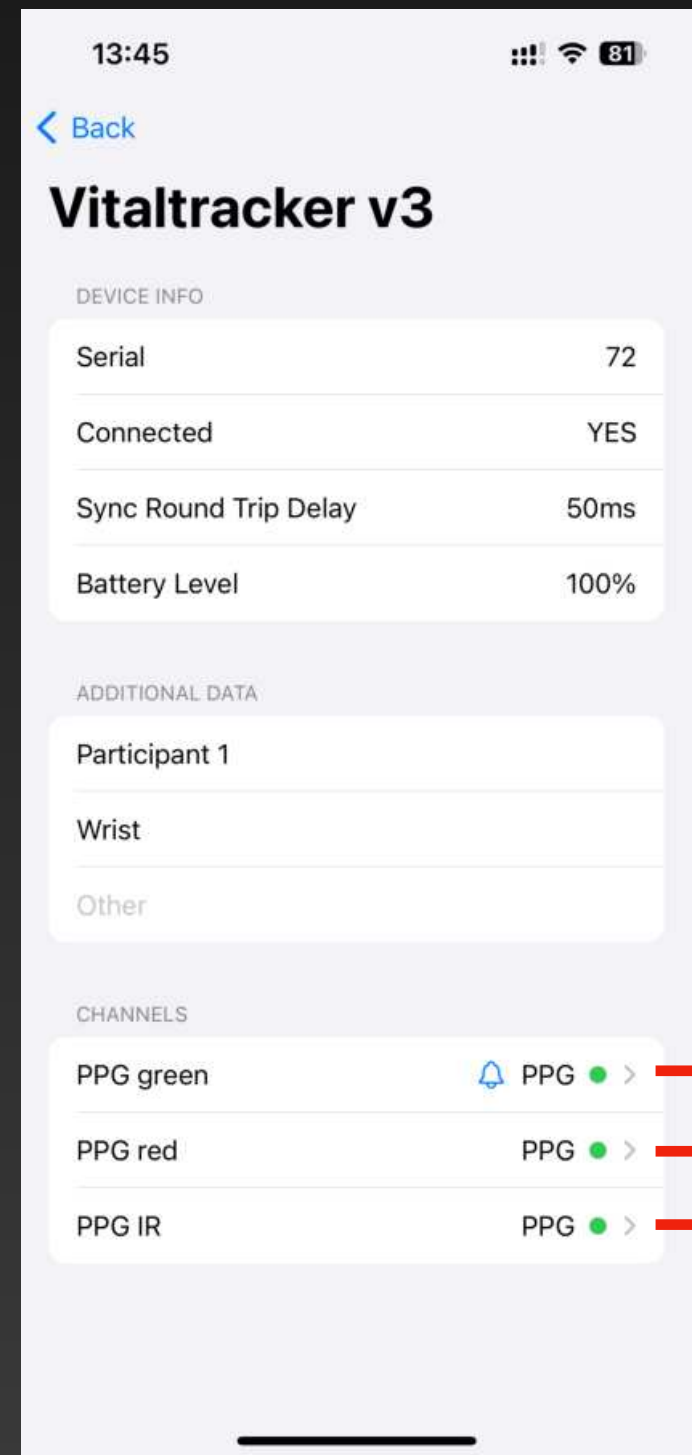 13:45
81
Back
Vitaltracker v3
DEVICE INFO
Serial 72
Connected YES
Sync Round Trip Delay 50ms
Battery Level 100%
ADDITIONAL DATA
Participant 1
Wrist
Other
CHANNELS
PPG green PPG
PPG red PPG
PPG IR PPG